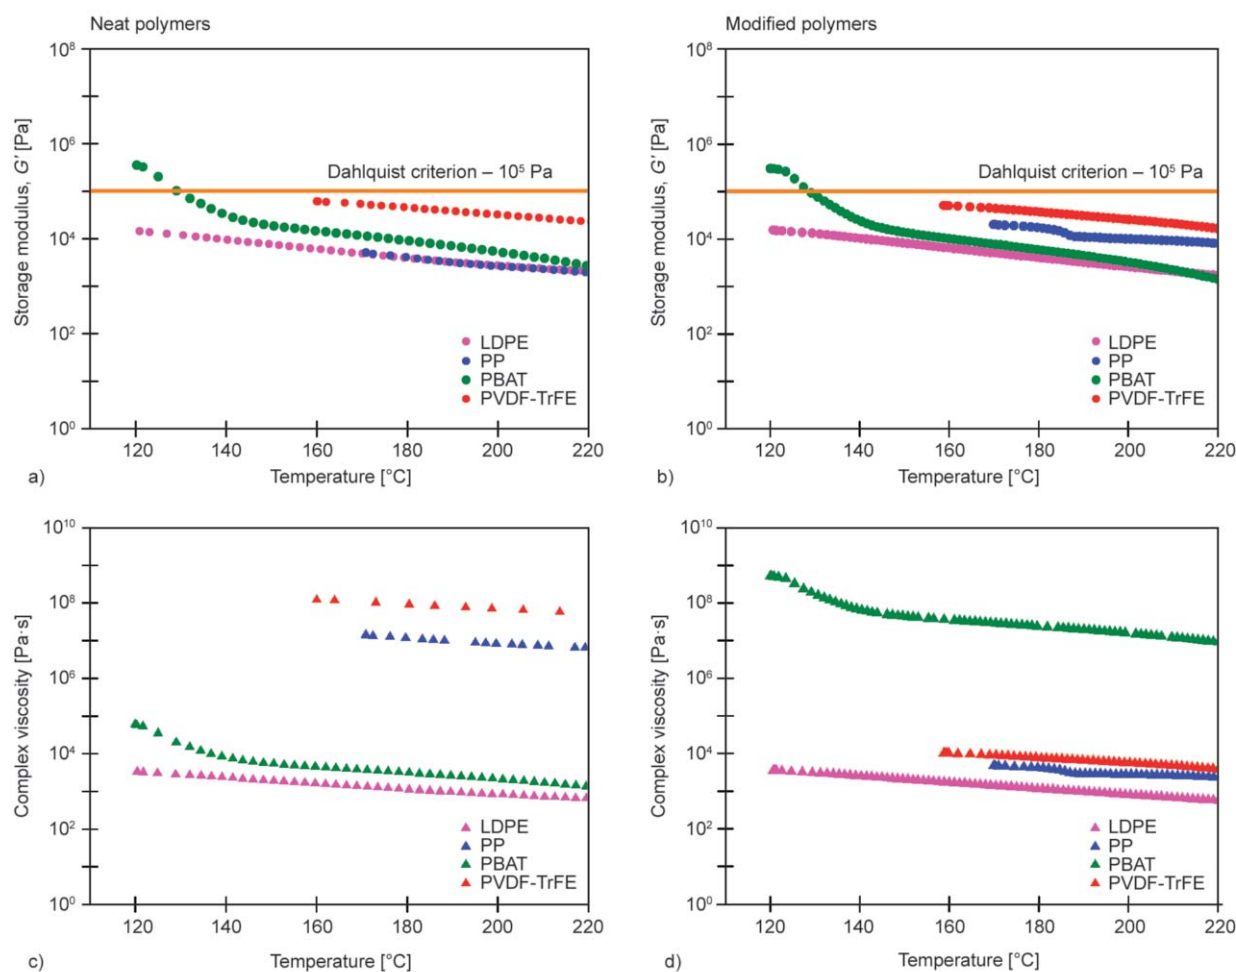 Neat polymers
10⁸
10⁶
10⁴
10²
10⁰
Storage modulus, G' [Pa]
Dahlquist criterion – 10⁵ Pa
LDPE
PP
PBAT
PVDF-TrFE
120 140 160 180 200 220
Temperature [°C]
a)
Modified polymers
10⁸
10⁶
10⁴
10²
10⁰
Storage modulus, G' [Pa]
Dahlquist criterion – 10⁵ Pa
LDPE
PP
PBAT
PVDF-TrFE
120 140 160 180 200 220
Temperature [°C]
b)
10¹⁰
10⁸
10⁶
10⁴
10²
10⁰
Complex viscosity [Pa·s]
LDPE
PP
PBAT
PVDF-TrFE
120 140 160 180 200 220
Temperature [°C]
c)
10¹⁰
10⁸
10⁶
10⁴
10²
10⁰
Complex viscosity [Pa·s]
LDPE
PP
PBAT
PVDF-TrFE
120 140 160 180 200 220
Temperature [°C]
d)